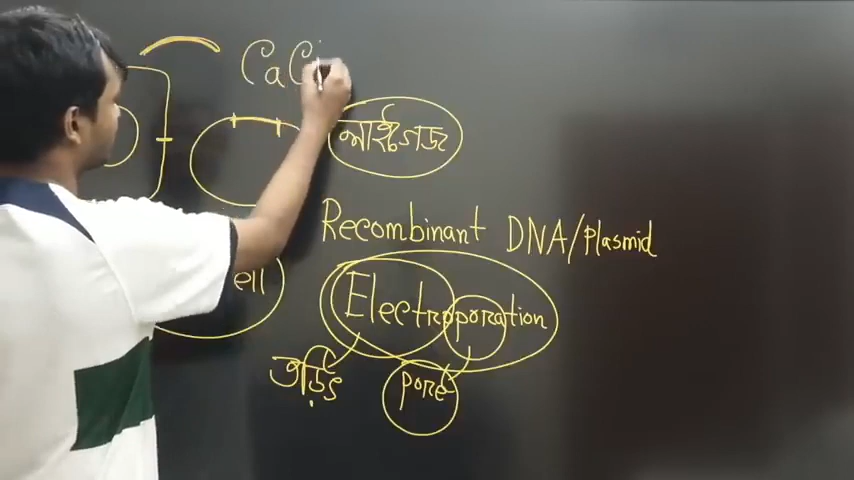 CaCl
লাইগেজ
Recombinant DNA/plasmid
ell
Electroporation
তড়িৎ
pore